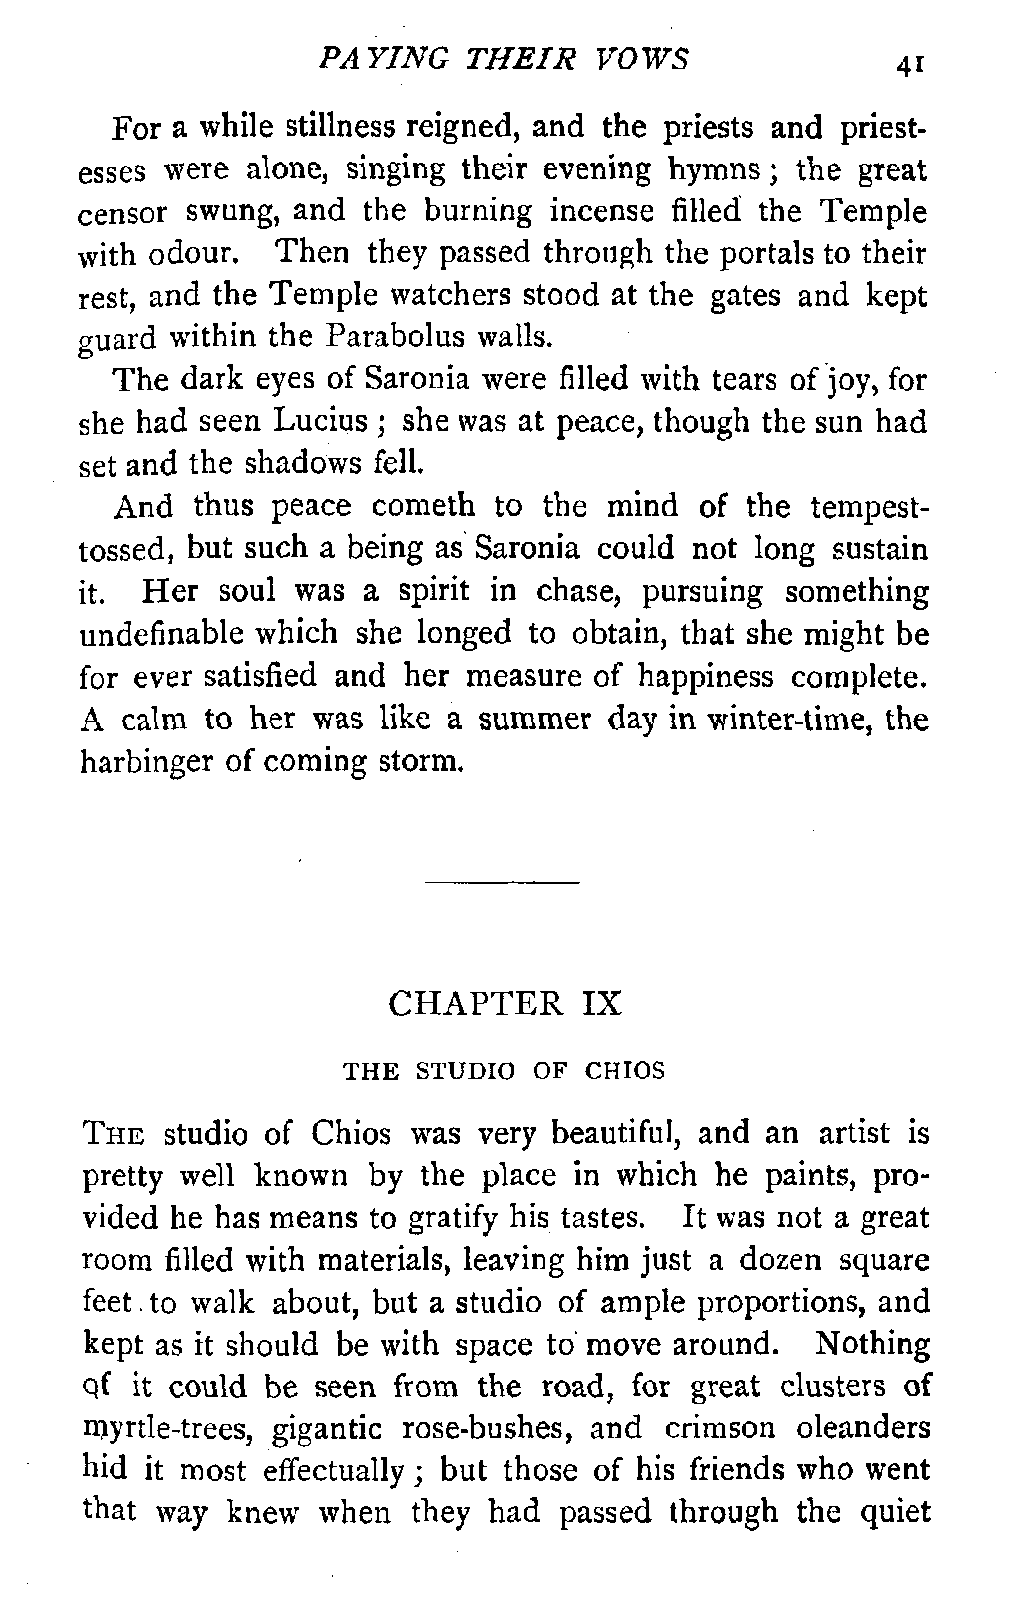 PAYING THEIR VOWS 41
For a while stillness reigned, and the priests and priest-
esses were alone, singing their evening hymns ; the great
censor swung, and the burning incense filled the Temple
with odour. Then they passed through the portals to their
rest, and the Temple watchers stood at the gates and kept
guard within the Parabolus walls.
The dark eyes of Saronia were filled with tears of joy, for
she had seen Lucius ; she was at peace, though the sun had
set and the shadows fell.
And thus peace cometh to the mind of the tempest-
tossed, but such a being as Saronia could not long sustain
it. Her soul was a spirit in chase, pursuing something
undefinable which she longed to obtain, that she might be
for ever satisfied and her measure of happiness complete.
A calm to her was like a summer day in winter-time, the
harbinger of coming storm.
CHAPTER IX
THE STUDIO OF CHIOS
THE studio of Chios was very beautiful, and an artist is
pretty well known by the place in which he paints, pro-
vided he has means to gratify his tastes. It was not a great
room filled with materials, leaving him just a dozen square
feet to walk about, but a studio of ample proportions, and
kept as it should be with space to move around. Nothing
of it could be seen from the road, for great clusters of
myrtle-trees, gigantic rose-bushes, and crimson oleanders
hid it most effectually ; but those of his friends who went
that way knew when they had passed through the quiet